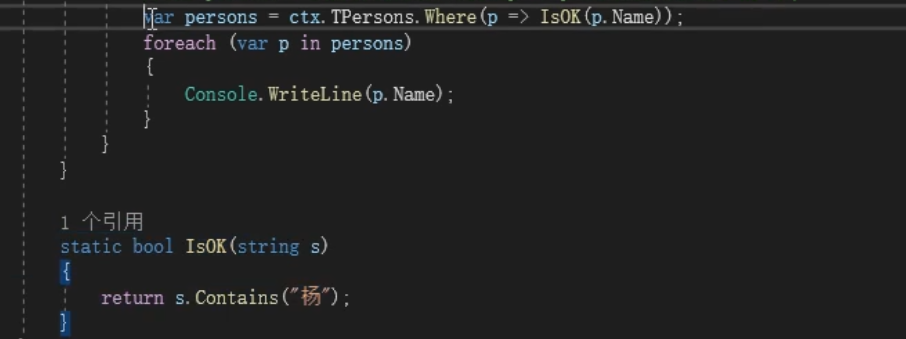 var persons = ctx.TPersons.Where(p => IsOK(p.Name));
foreach (var p in persons)
{
Console.WriteLine(p.Name);
}
}
}
1 个引用
static bool IsOK(string s)
{
return s.Contains("杨");
}